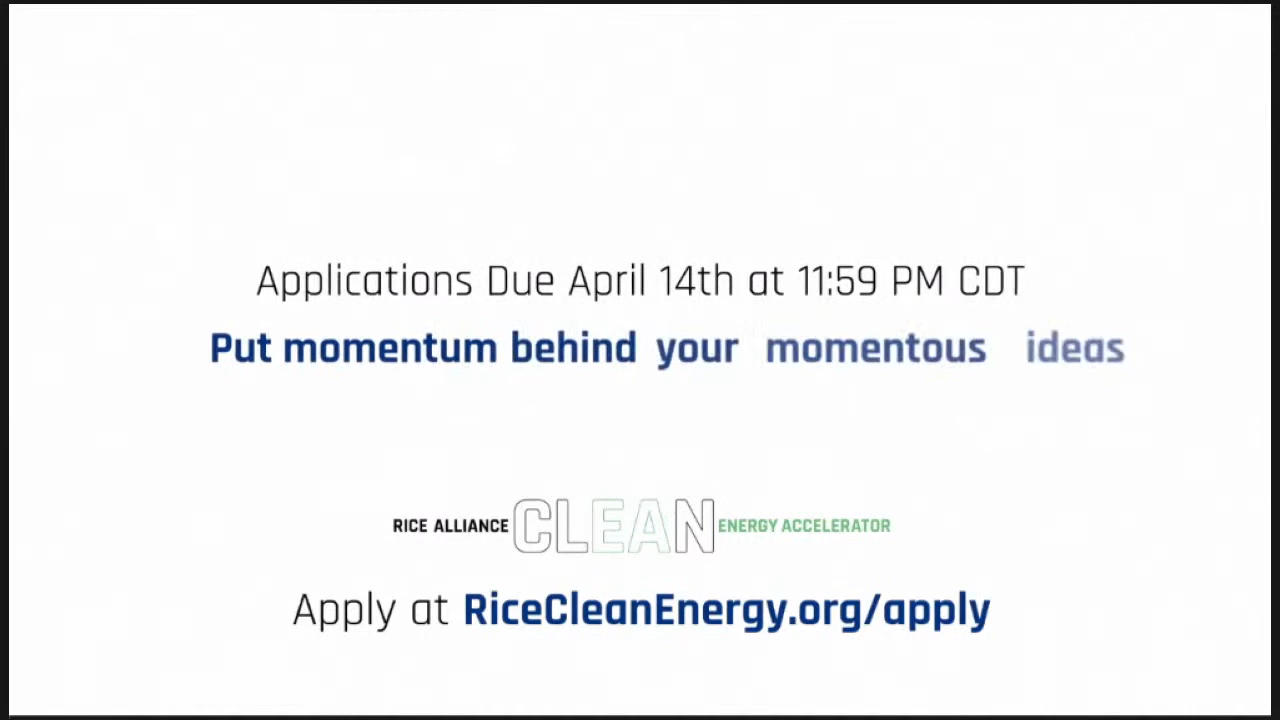 Applications Due April 14th at 11:59 PM CDT
Put momentum behind your momentous ideas
RICE ALLIANCE CLEAN ENERGY ACCELERATOR
Apply at RiceCleanEnergy.org/apply